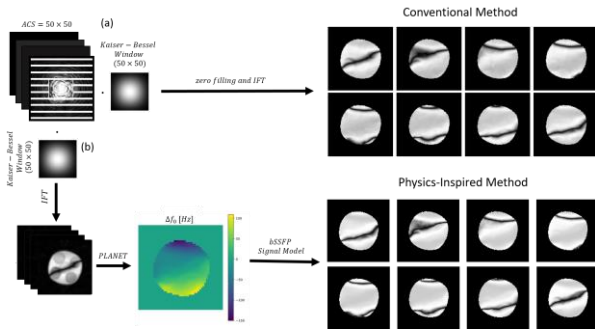 ACS = 50 × 50
(a)
Kaiser – Bessel
Window
(50 × 50)
zero filling and IFT
Conventional Method
Kaiser – Bessel
Window
(50 × 50)
(b)
IFT
PLANET
Δf₀ [Hz]
bSSFP
Signal Model
Physics-Inspired Method